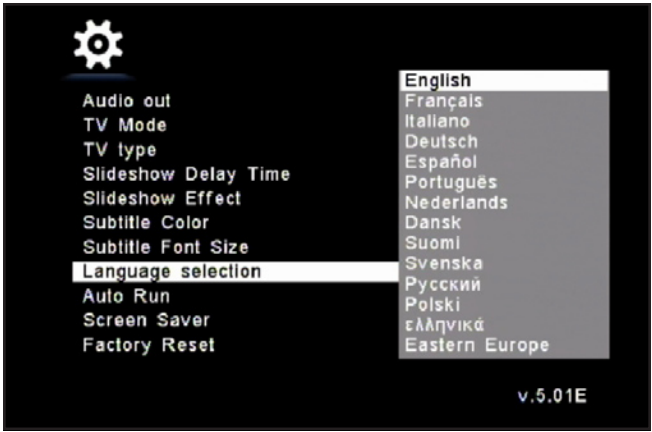 Audio out
TV Mode
TV type
Slideshow Delay Time
Slideshow Effect
Subtitle Color
Subtitle Font Size
Language selection
Auto Run
Screen Saver
Factory Reset
English
Français
Italiano
Deutsch
Español
Portuguës
Nederlands
Dansk
Suomi
Svenska
Русский
Polski
ελληνικά
Eastern Europe
v.5.01E